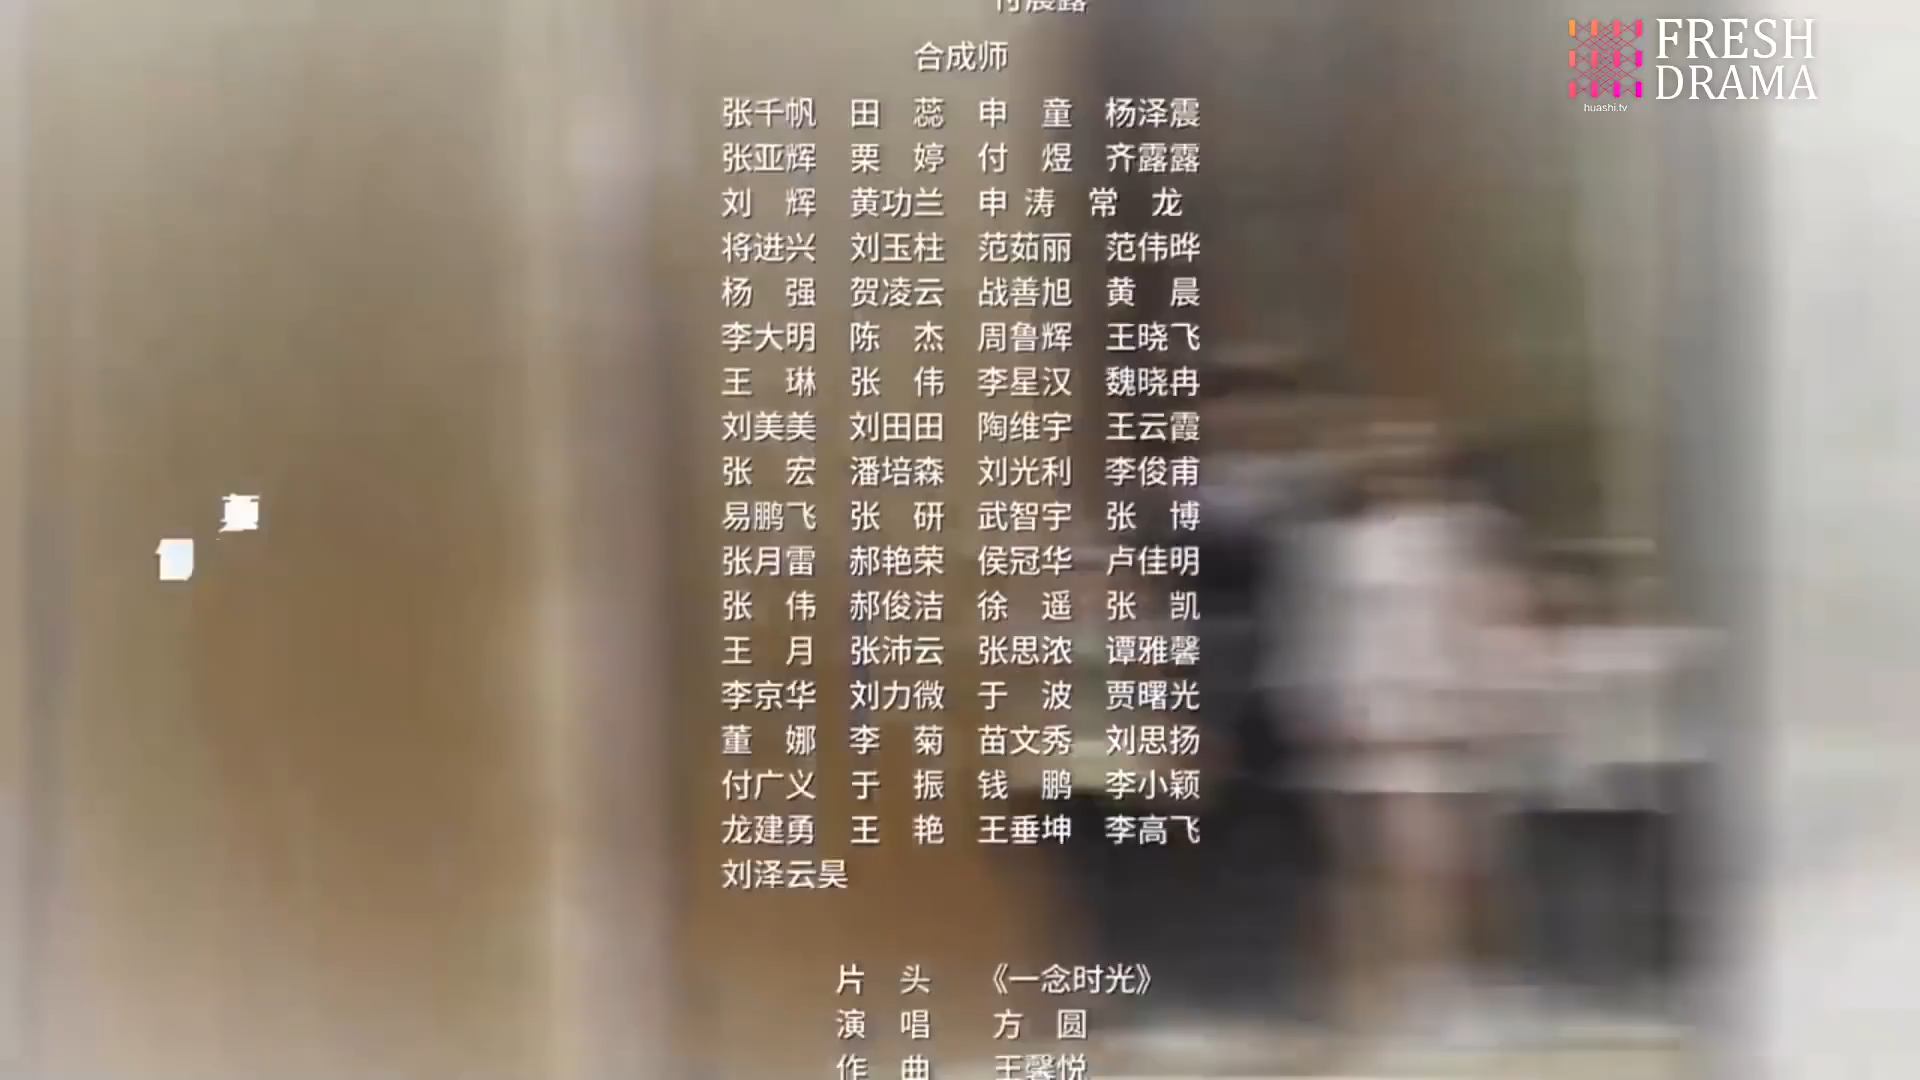 付晨露
合成师
张千帆 田 蕊 申 童 杨泽震
张亚辉 栗 婷 付 煜 齐露露
刘 辉 黄功兰 申 涛 常 龙
将进兴 刘玉柱 范茹丽 范伟晔
杨 强 贺凌云 战善旭 黄 晨
李大明 陈 杰 周鲁辉 王晓飞
王 琳 张 伟 李星汉 魏晓冉
刘美美 刘田田 陶维宇 王云霞
张 宏 潘培森 刘光利 李俊甫
易鹏飞 张 研 武智宇 张 博
张月雷 郝艳荣 侯冠华 卢佳明
张 伟 郝俊洁 徐 遥 张 凯
王 月 张沛云 张思浓 谭雅馨
李京华 刘力微 于 波 贾曙光
董 娜 李 菊 苗文秀 刘思扬
付广义 于 振 钱 鹏 李小颖
龙建勇 王 艳 王垂坤 李高飞
刘泽云昊
片 头 《一念时光》
演 唱 方 圆
作 曲 王馨悦
FRESH
DRAMA
huashi.tv